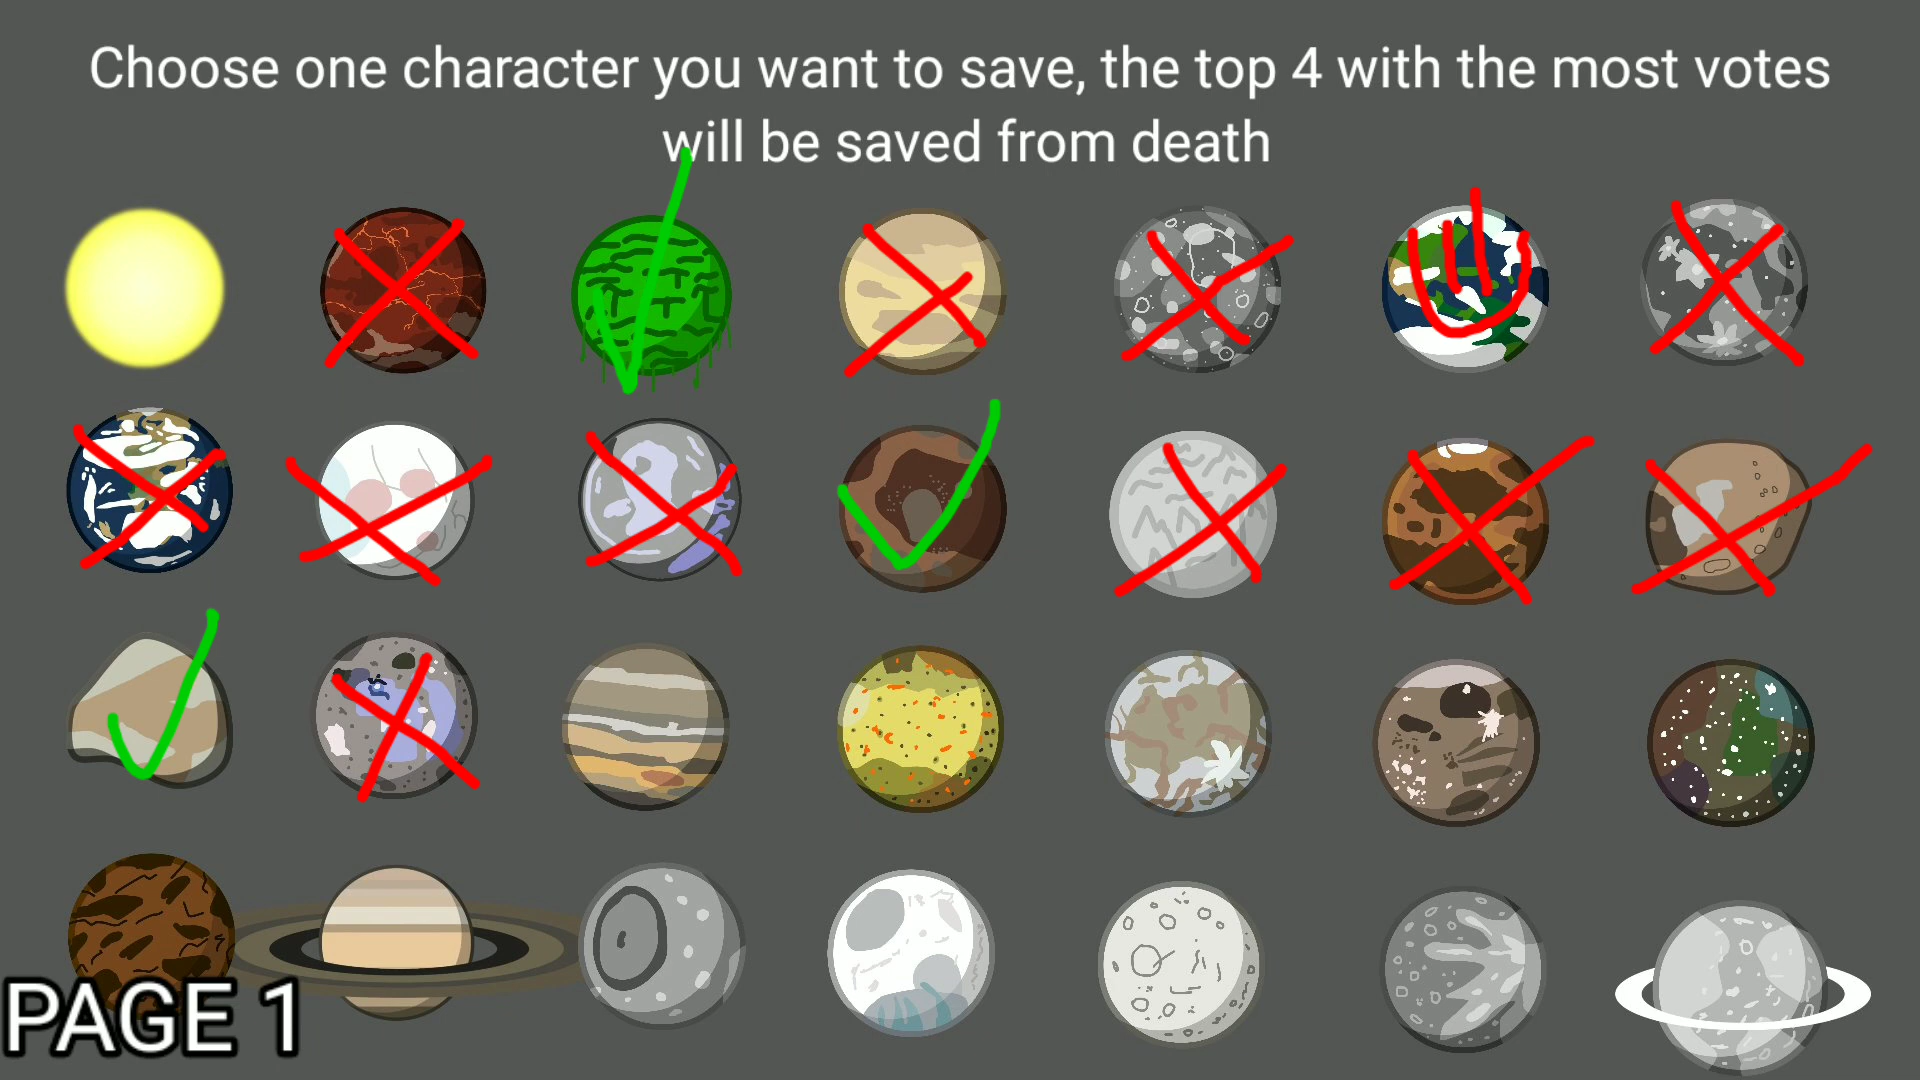 Choose one character you want to save, the top 4 with the most votes
will be saved from death
PAGE 1